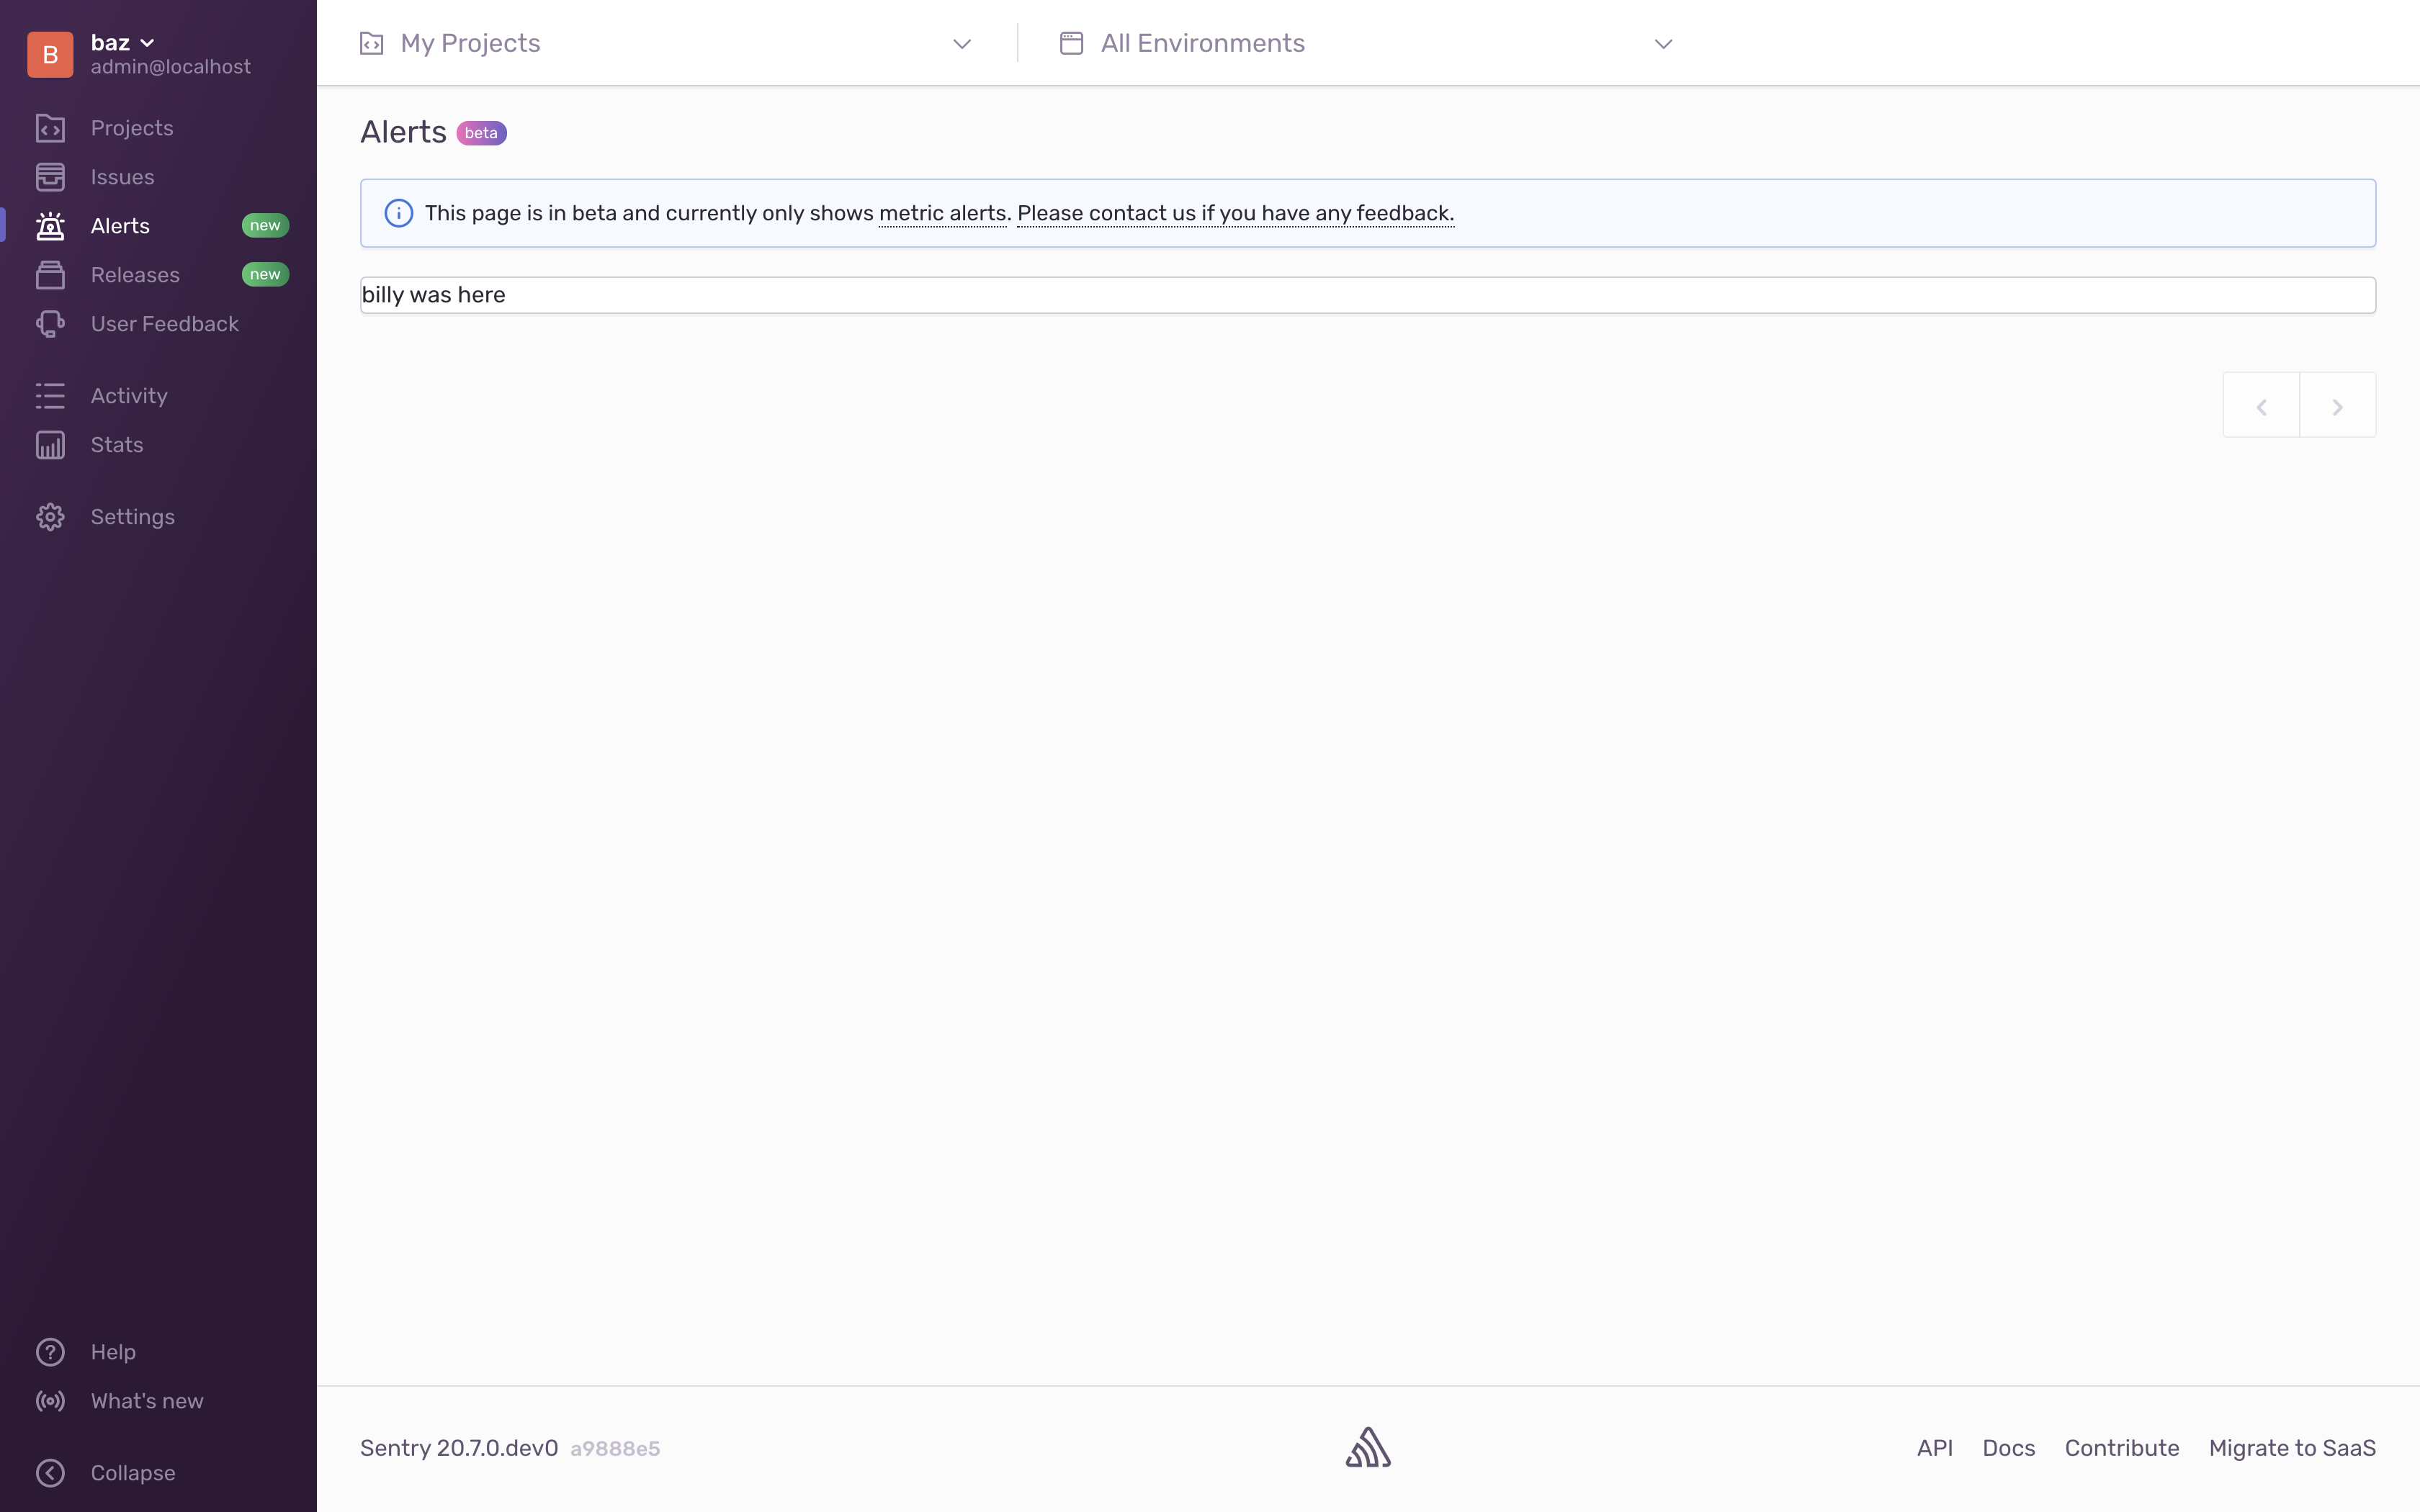 B
baz
admin@localhost
Projects
Issues
Alerts new
Releases new
User Feedback
Activity
Stats
Settings
Help
What's new
Collapse
My Projects
All Environments
Alerts beta
This page is in beta and currently only shows metric alerts. Please contact us if you have any feedback.
billy was here
Sentry 20.7.0.dev0 a9888e5
API Docs Contribute Migrate to SaaS